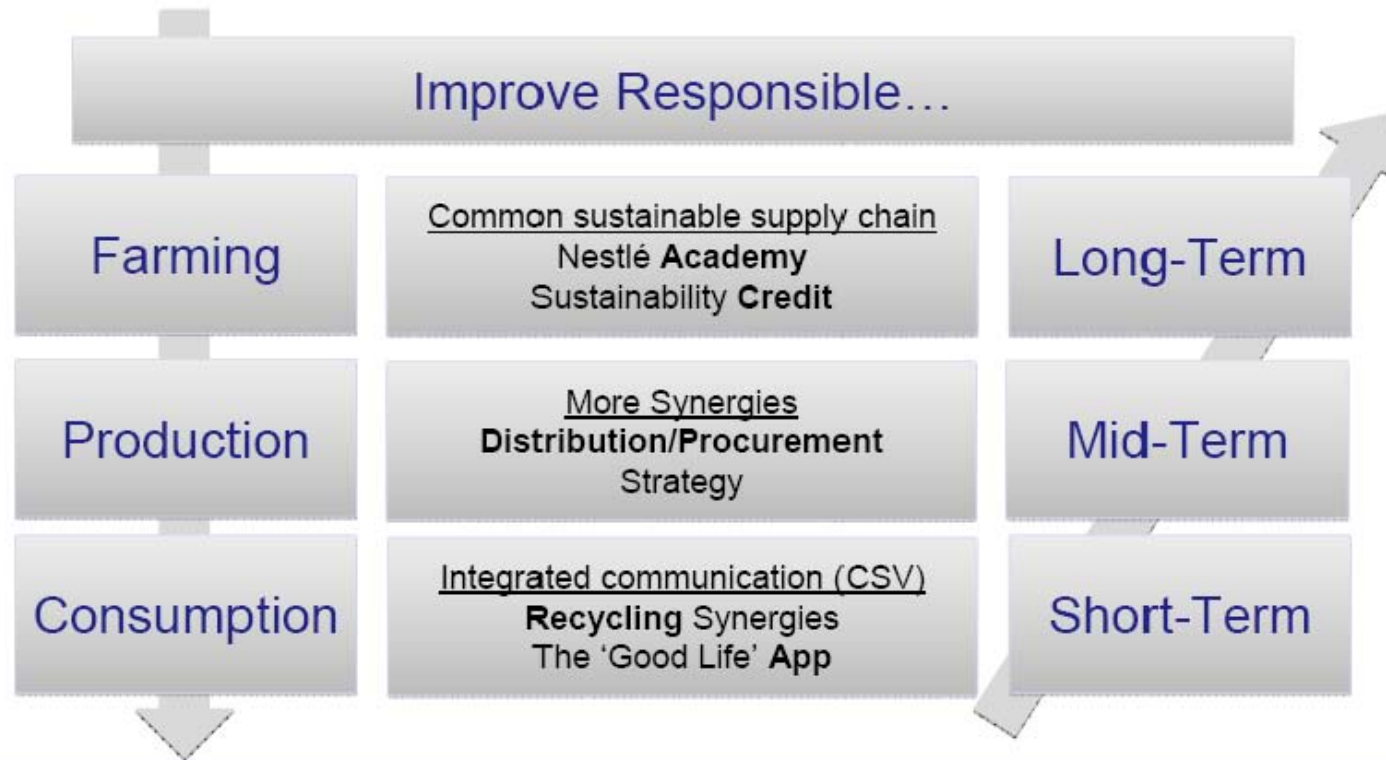 Improve Responsible…
Farming
Common sustainable supply chain
Nestlé Academy
Sustainability Credit
Long-Term
Production
More Synergies
Distribution/Procurement
Strategy
Mid-Term
Consumption
Integrated communication (CSV)
Recycling Synergies
The ‘Good Life’ App
Short-Term